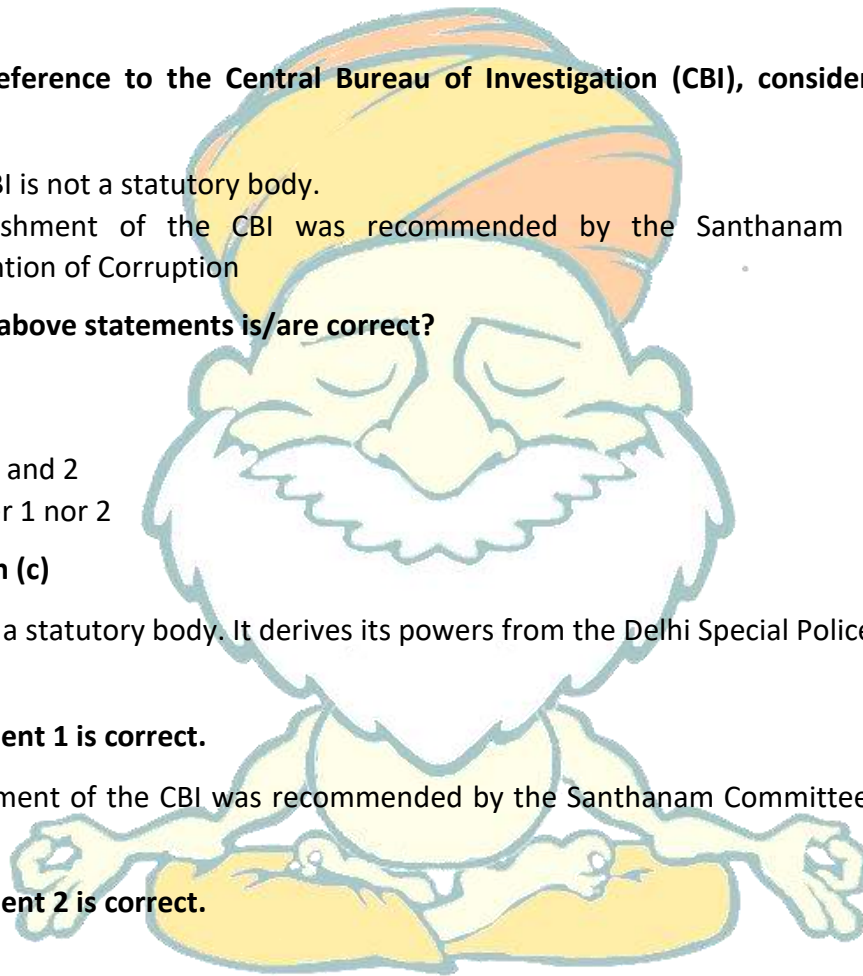 eference to the Central Bureau of Investigation (CBI), consider
BI is not a statutory body.
shment of the CBI was recommended by the Santhanam
ntion of Corruption
above statements is/are correct?
and 2
r 1 nor 2
n (c)
a statutory body. It derives its powers from the Delhi Special Police
ent 1 is correct.
ment of the CBI was recommended by the Santhanam Committee
ent 2 is correct.